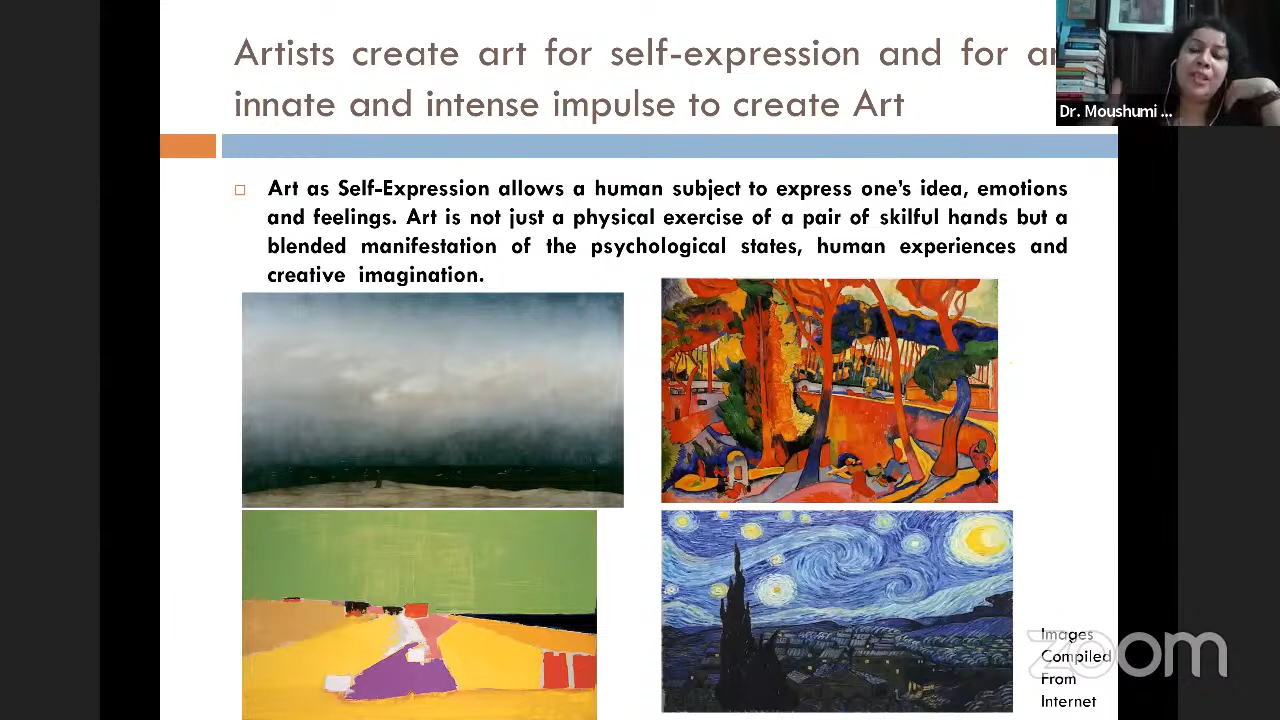 Artists create art for self-expression and for
innate and intense impulse to create Art
Dr. Moushumi ...
Art as Self-Expression allows a human subject to express one's idea, emotions
and feelings. Art is not just a physical exercise of a pair of skilful hands but a
blended manifestation of the psychological states, human experiences and
creative imagination.
Images
Compiled
From
Internet
zoom